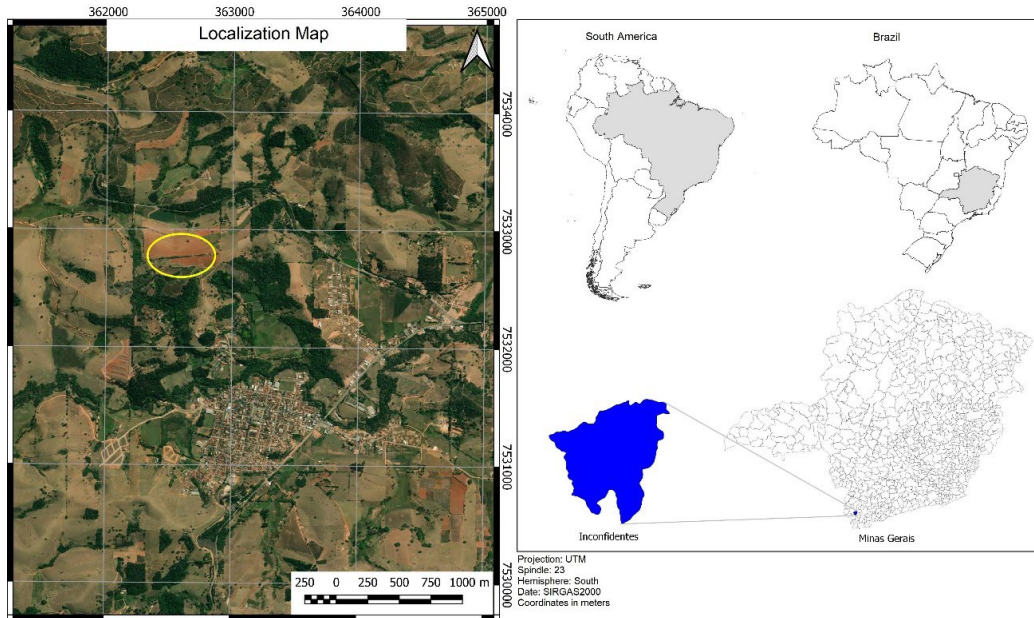 362000 363000 364000 365000
Localization Map
7534000
7533000
7532000
7531000
7530000
250 0 250 500 750 1000 m
South America
Brazil
Inconfidentes
Minas Gerais
Projection: UTM
Spindle: 23
Hemisphere: South
Date: SIRGAS2000
Coordinates in meters